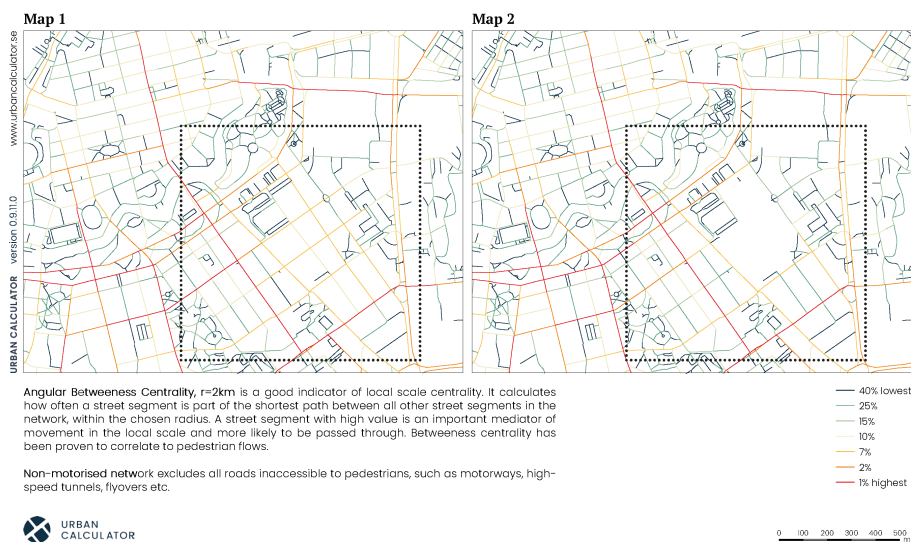 Map 1
Map 2
www.urbancalculator.se
version 0.9.11.0
URBAN CALCULATOR
Angular Betweeness Centrality, r=2km is a good indicator of local scale centrality. It calculates
how often a street segment is part of the shortest path between all other street segments in the
network, within the chosen radius. A street segment with high value is an important mediator of
movement in the local scale and more likely to be passed through. Betweeness centrality has
been proven to correlate to pedestrian flows.
Non-motorised network excludes all roads inaccessible to pedestrians, such as motorways, high-
speed tunnels, flyovers etc.
40% lowest
25%
15%
10%
7%
2%
1% highest
URBAN
CALCULATOR
0 100 200 300 400 500
m